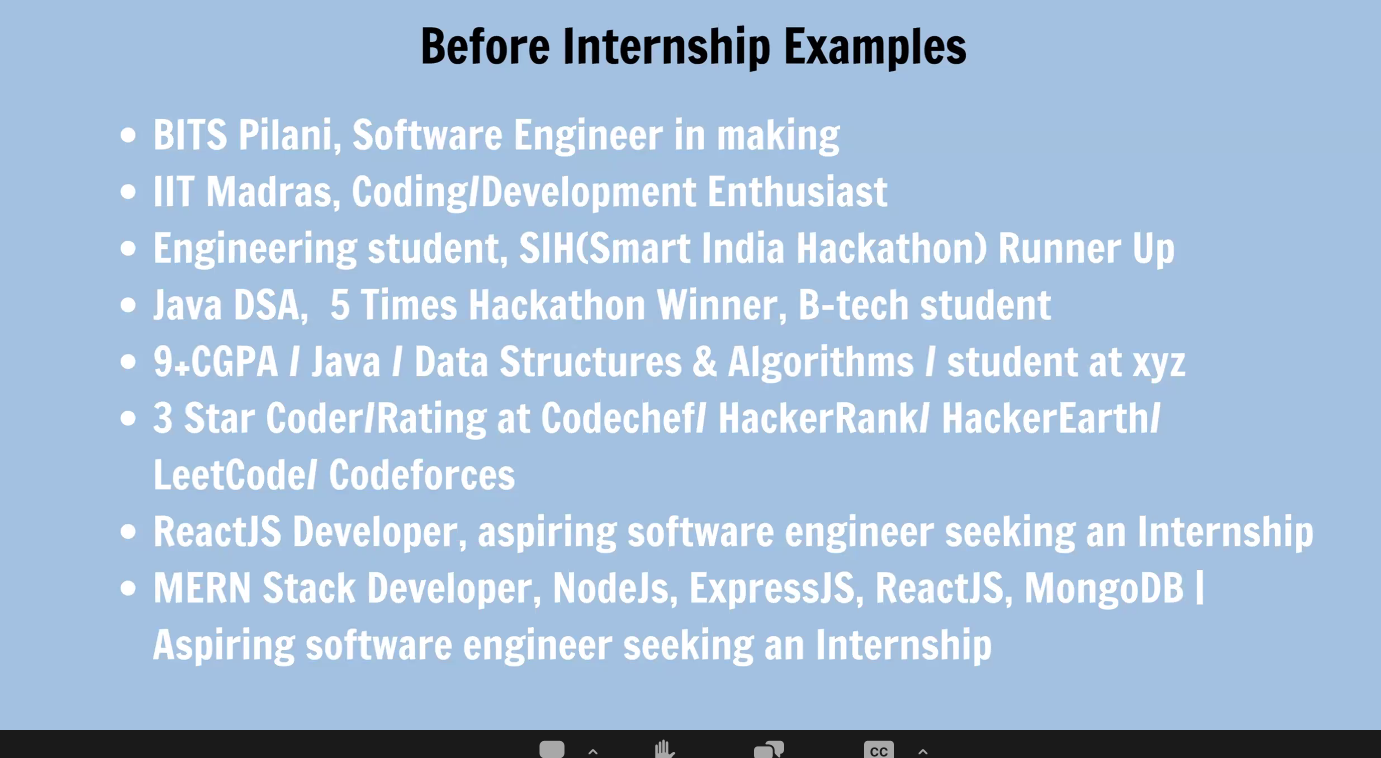 Before Internship Examples
• BITS Pilani, Software Engineer in making
• IIT Madras, Coding/Development Enthusiast
• Engineering student, SIH(Smart India Hackathon) Runner Up
• Java DSA,  5 Times Hackathon Winner, B-tech student
• 9+CGPA / Java / Data Structures & Algorithms / student at xyz
• 3 Star Coder/Rating at Codechef/ HackerRank/ HackerEarth/
LeetCode/ Codeforces
• ReactJS Developer, aspiring software engineer seeking an Internship
• MERN Stack Developer, NodeJs, ExpressJS, ReactJS, MongoDB |
Aspiring software engineer seeking an Internship
CC